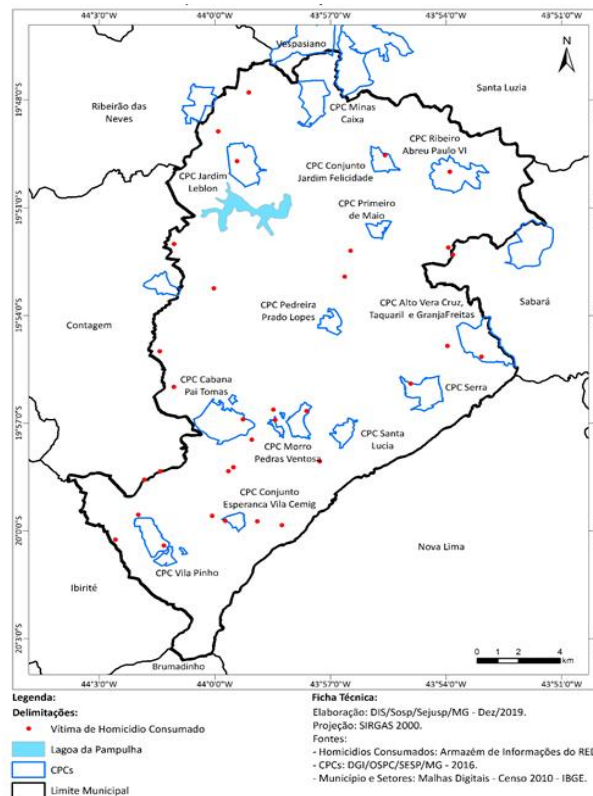 44°3'0"W 44°0'0"W 43°57'0"W 43°54'0"W 43°51'0"W
Vespasiano
N
19°48'0"S
Santa Luzia
Ribeirão das
Neves
CPC Minas
Caixa
CPC Ribeiro
Abreu Paulo VI
CPC Jardim
Leblon
CPC Conjunto
Jardim Felicidade
19°51'0"S
CPC Primeiro
de Maio
Sabará
19°54'0"S
CPC Pedreira
Prado Lopes
CPC Alto Vera Cruz,
Taquaril e GranjaFreitas
Contagem
CPC Cabana
Pai Tomas
CPC Serra
19°57'0"S
CPC Morro
Pedras Ventosa
CPC Santa
Lucia
CPC Conjunto
Esperanca Vila Cemig
20°0'0"S
Nova Lima
CPC Vila Pinho
Ibirité
20°3'0"S
Brumadinho
0 1 2 4
km
44°3'0"W 44°0'0"W 43°57'0"W 43°54'0"W 43°51'0"W
Legenda:
Delimitações:
Vítima de Homicidio Consumado
Lagoa da Pampulha
CPCs
Limite Municipal
Ficha Técnica:
Elaboração: DIS/Sosp/Sejusp/MG - Dez/2019.
Projeção: SIRGAS 2000.
Fontes:
- Homicidios Consumados: Armazém de Informações do RED
- CPCs: DGI/OSPC/SESP/MG - 2016.
- Município e Setores: Malhas Digitais - Censo 2010 - IBGE.